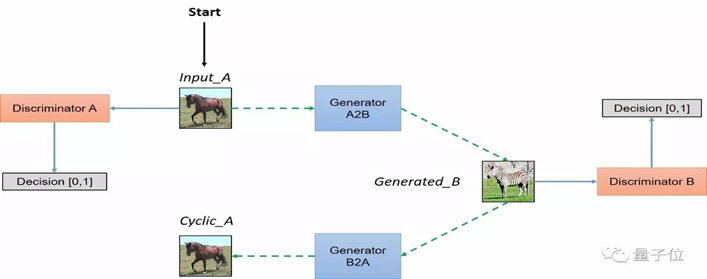 Start
Input_A
Discriminator A
Generator
A2B
Decision [0,1]
Decision [0,1]
Generated_B
Discriminator B
Cyclic_A
Generator
B2A
量子位